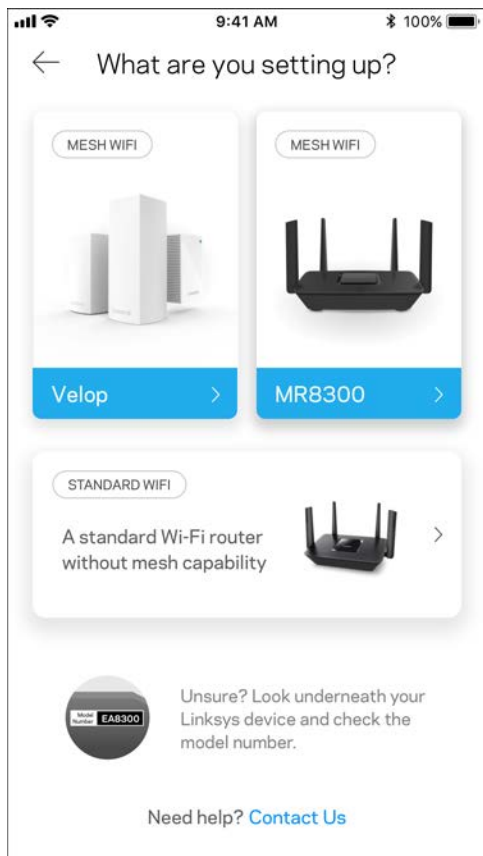 9:41 AM
100%
What are you setting up?
MESH WIFI
MESH WIFI
Velop
MR8300
STANDARD WIFI
A standard Wi-Fi router
without mesh capability
Model
Number
EA8300
Unsure? Look underneath your
Linksys device and check the
model number.
Need help? Contact Us